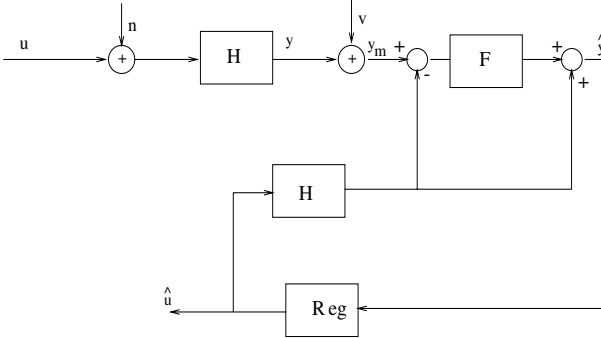 n
v
u
H
y
y_m
+
F
+
ŷ
+
+
-
+
H
û
Reg